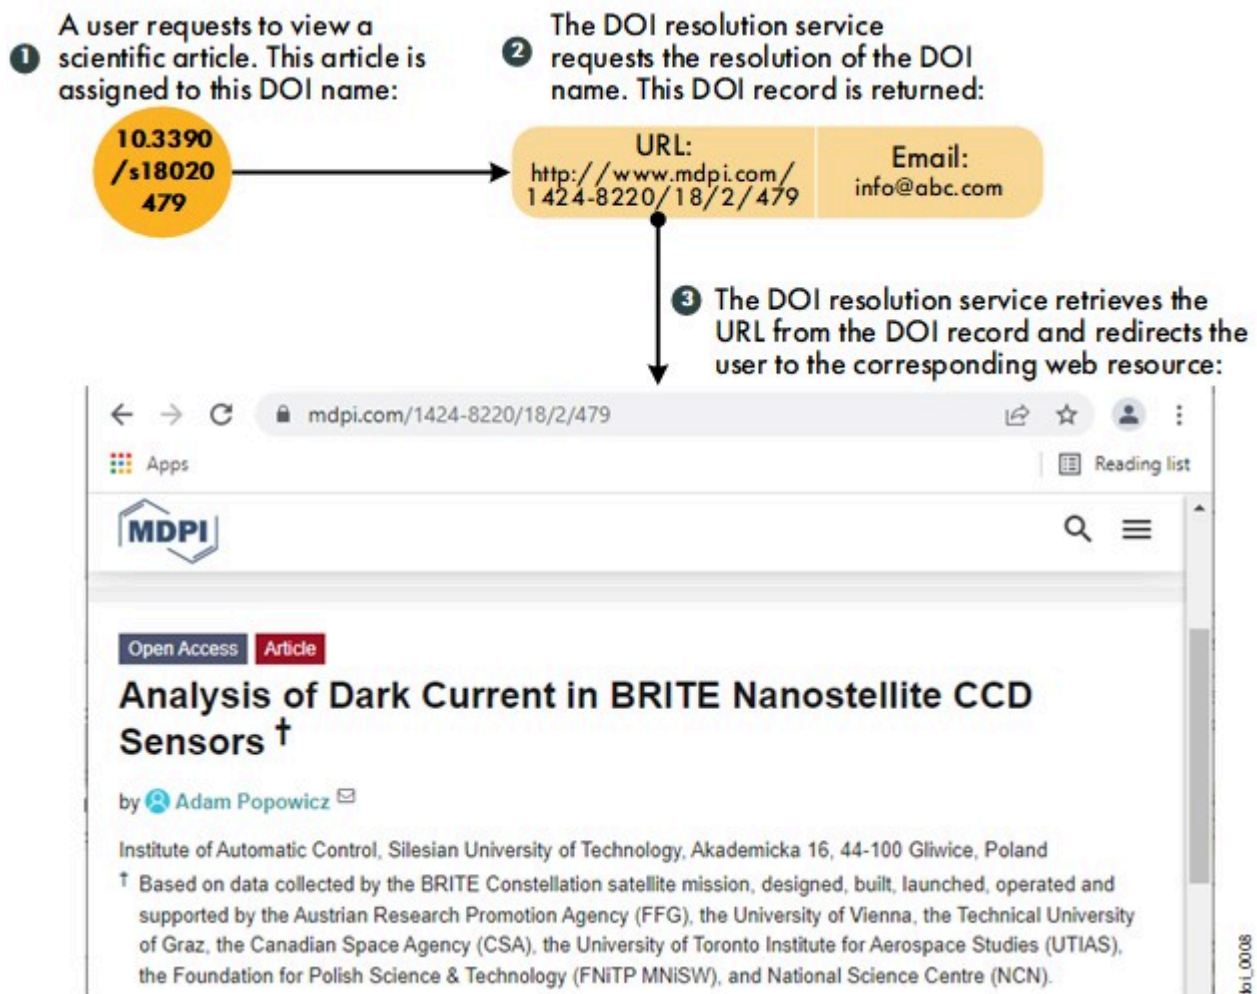 1 A user requests to view a
scientific article. This article is
assigned to this DOI name:
10.3390
/s18020
479
2 The DOI resolution service
requests the resolution of the DOI
name. This DOI record is returned:
URL:
http://www.mdpi.com/
1424-8220/18/2/479
Email:
info@abc.com
3 The DOI resolution service retrieves the
URL from the DOI record and redirects the
user to the corresponding web resource:
mdpi.com/1424-8220/18/2/479
Apps
Reading list
MDPI
Open Access Article
Analysis of Dark Current in BRITE Nanostellite CCD
Sensors †
by Adam Popowicz
Institute of Automatic Control, Silesian University of Technology, Akademicka 16, 44-100 Gliwice, Poland
† Based on data collected by the BRITE Constellation satellite mission, designed, built, launched, operated and
supported by the Austrian Research Promotion Agency (FFG), the University of Vienna, the Technical University
of Graz, the Canadian Space Agency (CSA), the University of Toronto Institute for Aerospace Studies (UTIAS),
the Foundation for Polish Science & Technology (FNiTP MNiSW), and National Science Centre (NCN).
doi_0008